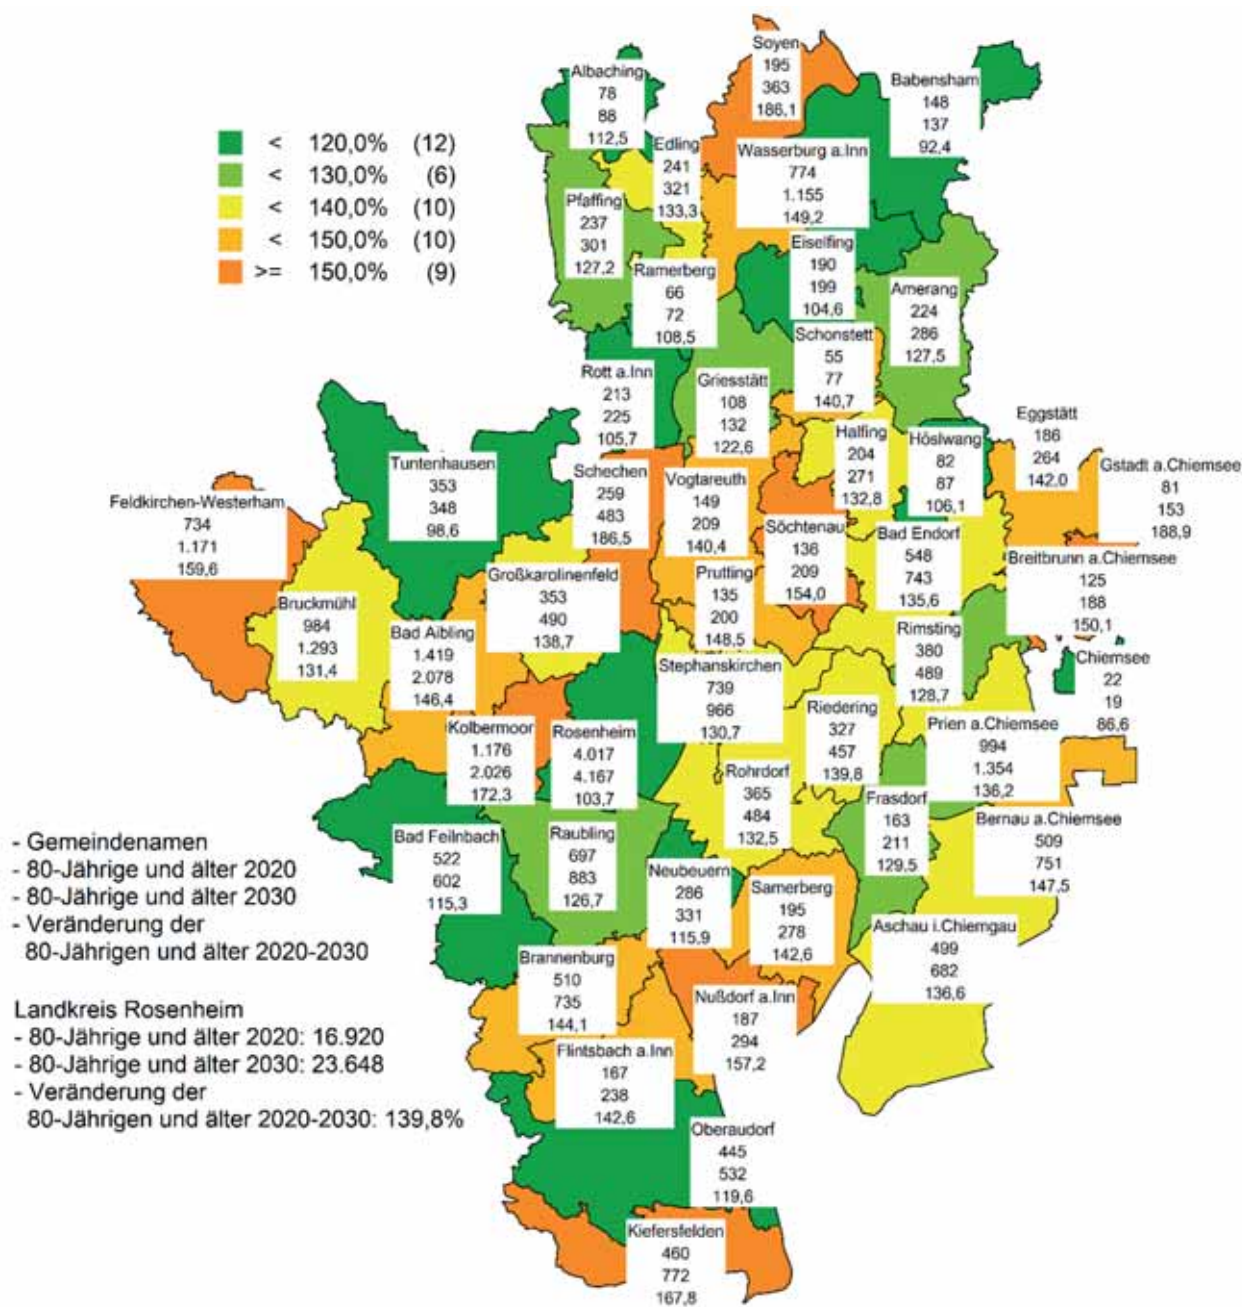 Soyen
195
363
186,1
Albaching
78
88
112,5
Babensham
148
137
92,4
< 120,0% (12)
< 130,0% (6)
< 140,0% (10)
< 150,0% (10)
>= 150,0% (9)
Edling
241
321
133,3
Wasserburg a.Inn
774
1.155
149,2
Pfaffing
237
301
127,2
Eiselfing
190
199
104,6
Ramerberg
66
72
108,5
Amerang
224
286
127,5
Schonstett
55
77
140,7
Rott a.Inn
213
225
105,7
Griesstätt
108
132
122,6
Halfing
204
271
132,8
Höslwang
82
87
106,1
Eggstätt
186
264
142,0
Gstadt a.Chiemsee
81
153
188,9
Tuntenhausen
353
348
98,6
Schechen
259
483
186,5
Vogtareuth
149
209
140,4
Feldkirchen-Westerham
734
1.171
159,6
Söchtenau
136
209
154,0
Bad Endorf
548
743
135,6
Breitbrunn a.Chiemsee
125
188
150,1
Großkarolinenfeld
353
490
138,7
Prutting
135
200
148,5
Bruckmühl
984
1.293
131,4
Bad Aibling
1.419
2.078
146,4
Rimsting
380
489
128,7
Chiemsee
22
19
86,6
Stephanskirchen
739
966
130,7
Riedering
327
457
139,8
Prien a.Chiemsee
994
1.354
136,2
Kolbermoor
1.176
2.026
172,3
Rosenheim
4.017
4.167
103,7
Rohrdorf
365
484
132,5
Frasdorf
163
211
129,5
Bernau a.Chiemsee
509
751
147,5
Bad Feilnbach
522
602
115,3
Raubling
697
883
126,7
Neubeuern
286
331
115,9
Samerberg
195
278
142,6
- Gemeindenamen
- 80-Jährige und älter 2020
- 80-Jährige und älter 2030
- Veränderung der
80-Jährigen und älter 2020-2030
Aschau i.Chiemgau
499
682
136,6
Brannenburg
510
735
144,1
Nußdorf a.Inn
187
294
157,2
Landkreis Rosenheim
- 80-Jährige und älter 2020: 16.920
- 80-Jährige und älter 2030: 23.648
- Veränderung der
80-Jährigen und älter 2020-2030: 139,8%
Flintsbach a.Inn
167
238
142,6
Oberaudorf
445
532
119,6
Kiefersfelden
460
772
167,8